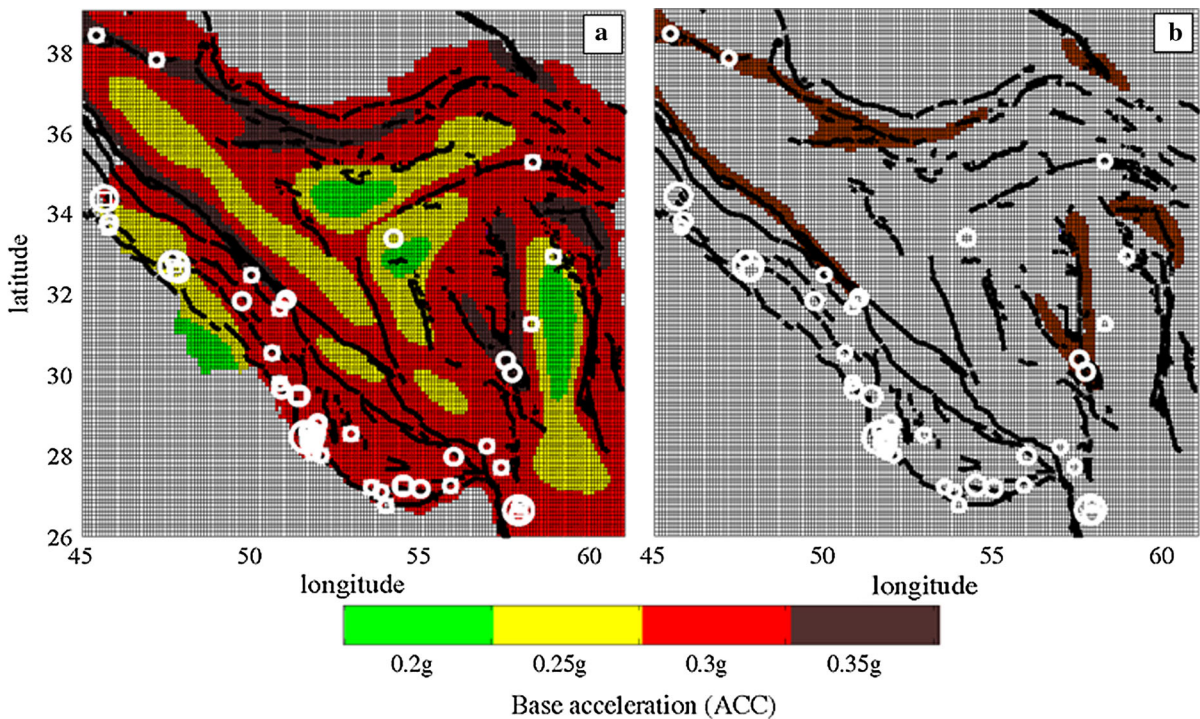 a
b
38
36
latitude
34
32
30
28
26
45 50 55 60 45 50 55 60
longitude longitude
0.2g 0.25g 0.3g 0.35g
Base acceleration (ACC)